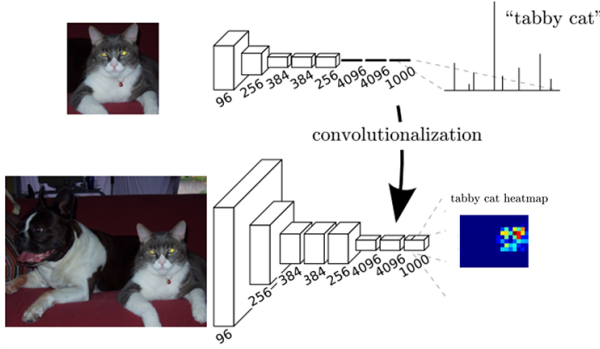 "tabby cat"
96 256 384 384 256 4096 4096 1000
convolutionalization
tabby cat heatmap
96 256 384 384 256 4096 4096 1000